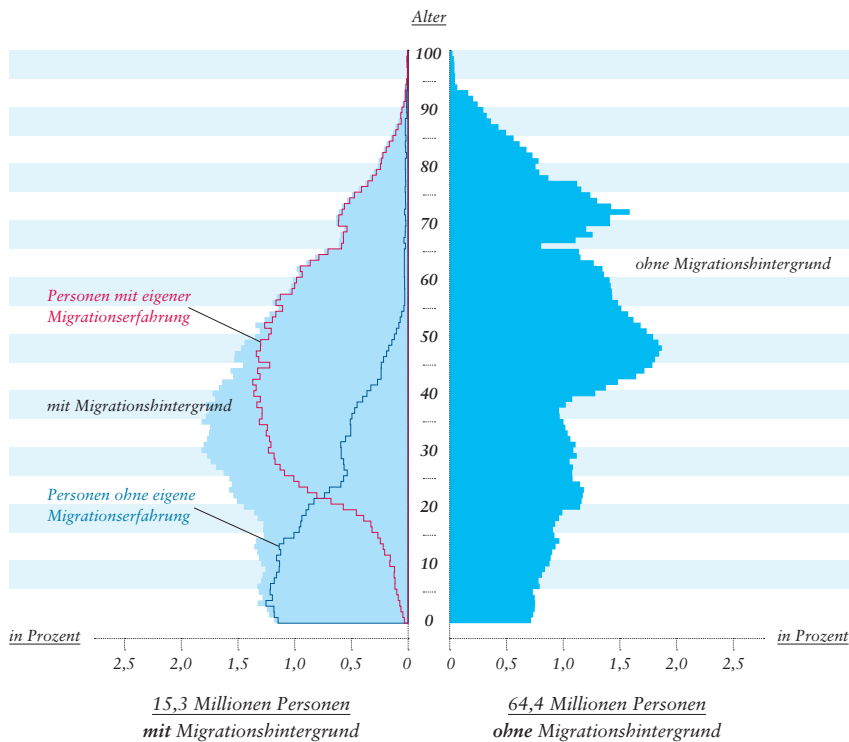 Alter
100
90
80
70
60
50
40
30
20
10
0
ohne Migrationshintergrund
Personen mit eigener
Migrationserfahrung
mit Migrationshintergrund
Personen ohne eigene
Migrationserfahrung
in Prozent
in Prozent
2,5 2,0 1,5 1,0 0,5 0
0 0,5 1,0 1,5 2,0 2,5
15,3 Millionen Personen
mit Migrationshintergrund
64,4 Millionen Personen
ohne Migrationshintergrund